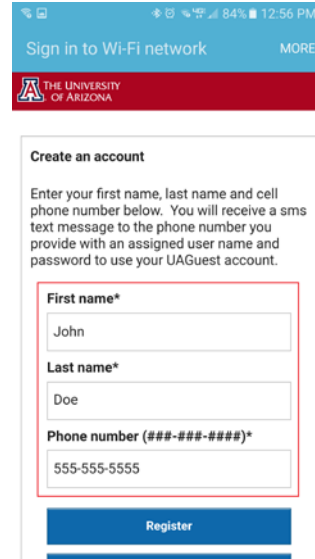 84% 12:56 PM
Sign in to Wi-Fi network MORE
THE UNIVERSITY
OF ARIZONA
Create an account
Enter your first name, last name and cell
phone number below. You will receive a sms
text message to the phone number you
provide with an assigned user name and
password to use your UAGuest account.
First name*
John
Last name*
Doe
Phone number (###-###-####)*
555-555-5555
Register